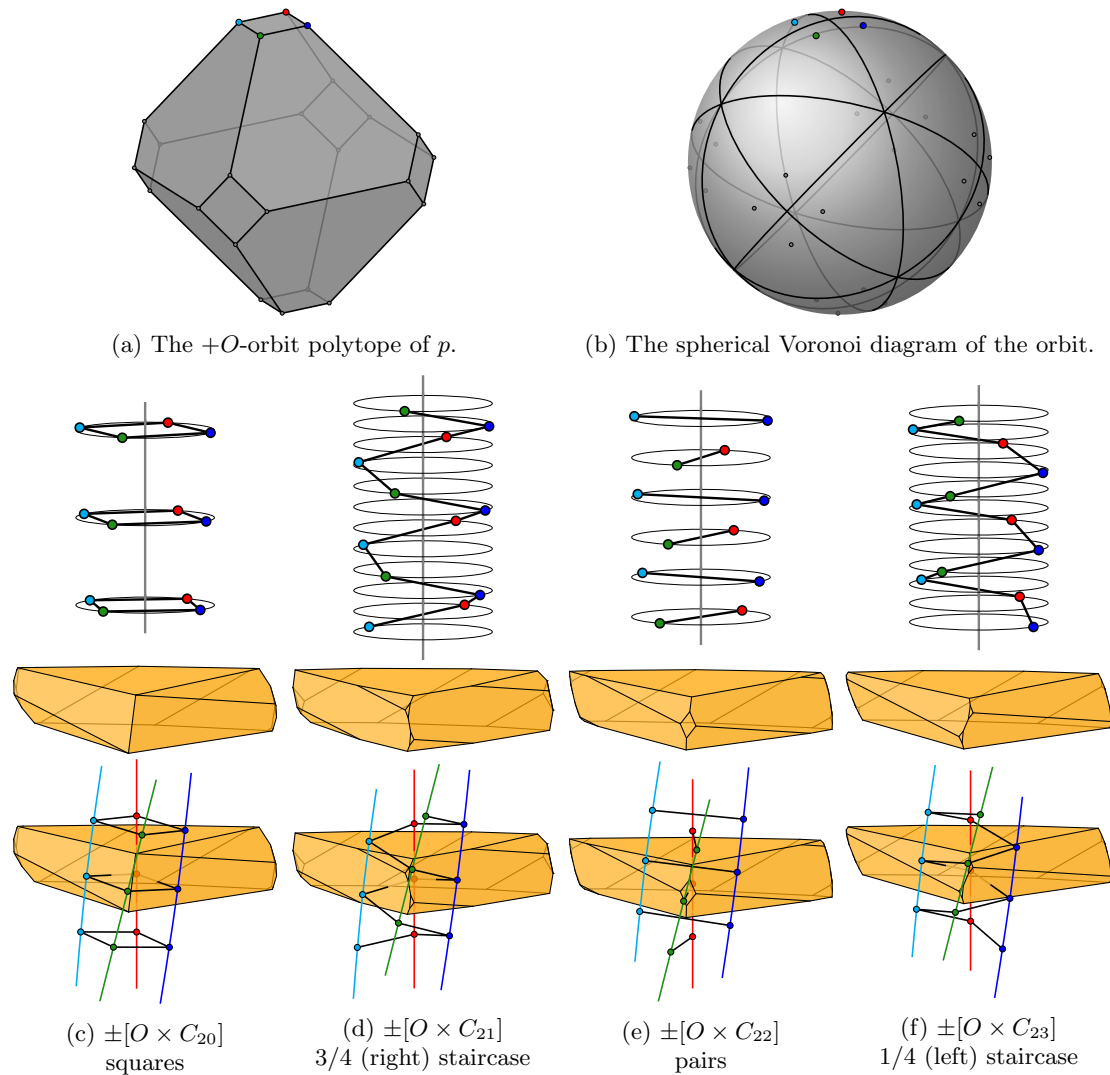 (a) The +O-orbit polytope of p.
(b) The spherical Voronoi diagram of the orbit.
(c) ±[O × C₂₀]
squares
(d) ±[O × C₂₁]
3/4 (right) staircase
(e) ±[O × C₂₂]
pairs
(f) ±[O × C₂₃]
1/4 (left) staircase